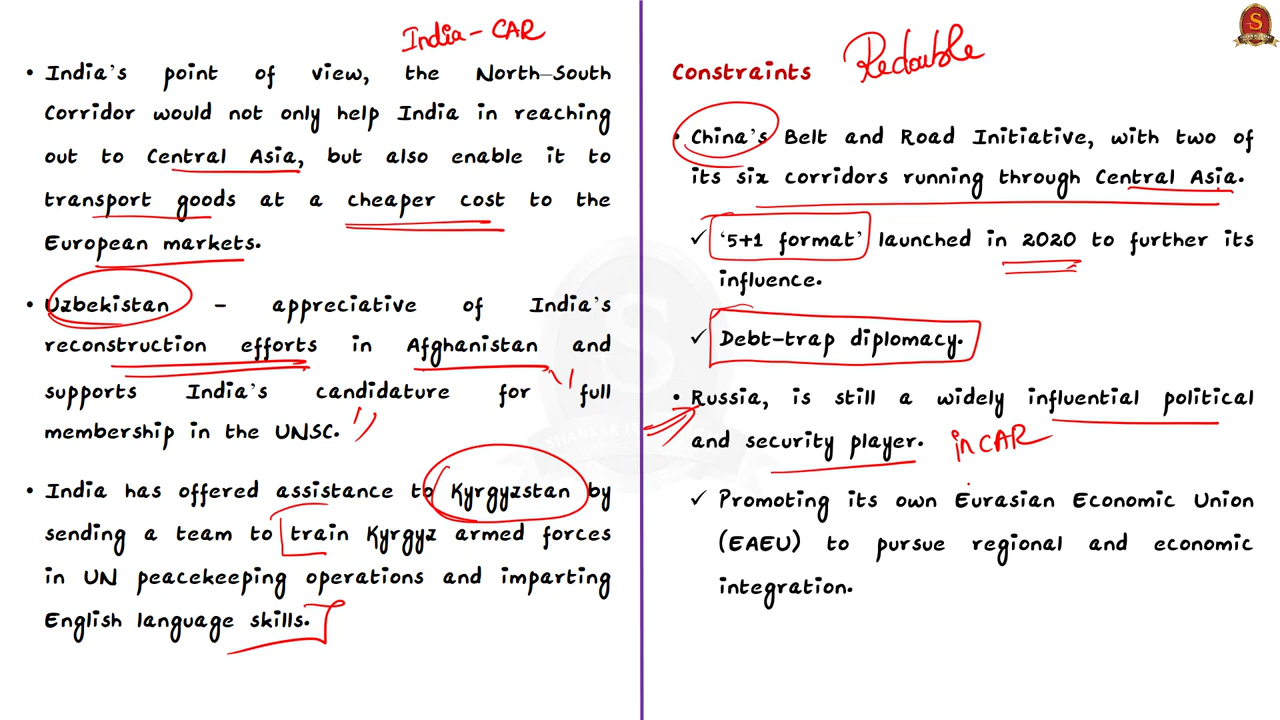 India - CAR
• India's point of view, the North-South
Corridor would not only help India in reaching
out to Central Asia, but also enable it to
transport goods at a cheaper cost to the
European markets.
• Uzbekistan - appreciative of India's
reconstruction efforts in Afghanistan and
supports India's candidature for full
membership in the UNSC.
• India has offered assistance to Kyrgyzstan by
sending a team to train Kyrgyz armed forces
in UN peacekeeping operations and imparting
English language skills.
Constraints
Redouble
• China's Belt and Road Initiative, with two of
its six corridors running through Central Asia.
✓ '5+1 format' launched in 2020 to further its
influence.
✓ Debt-trap diplomacy.
• Russia, is still a widely influential political
and security player. in CAR
✓ Promoting its own Eurasian Economic Union
(EAEU) to pursue regional and economic
integration.